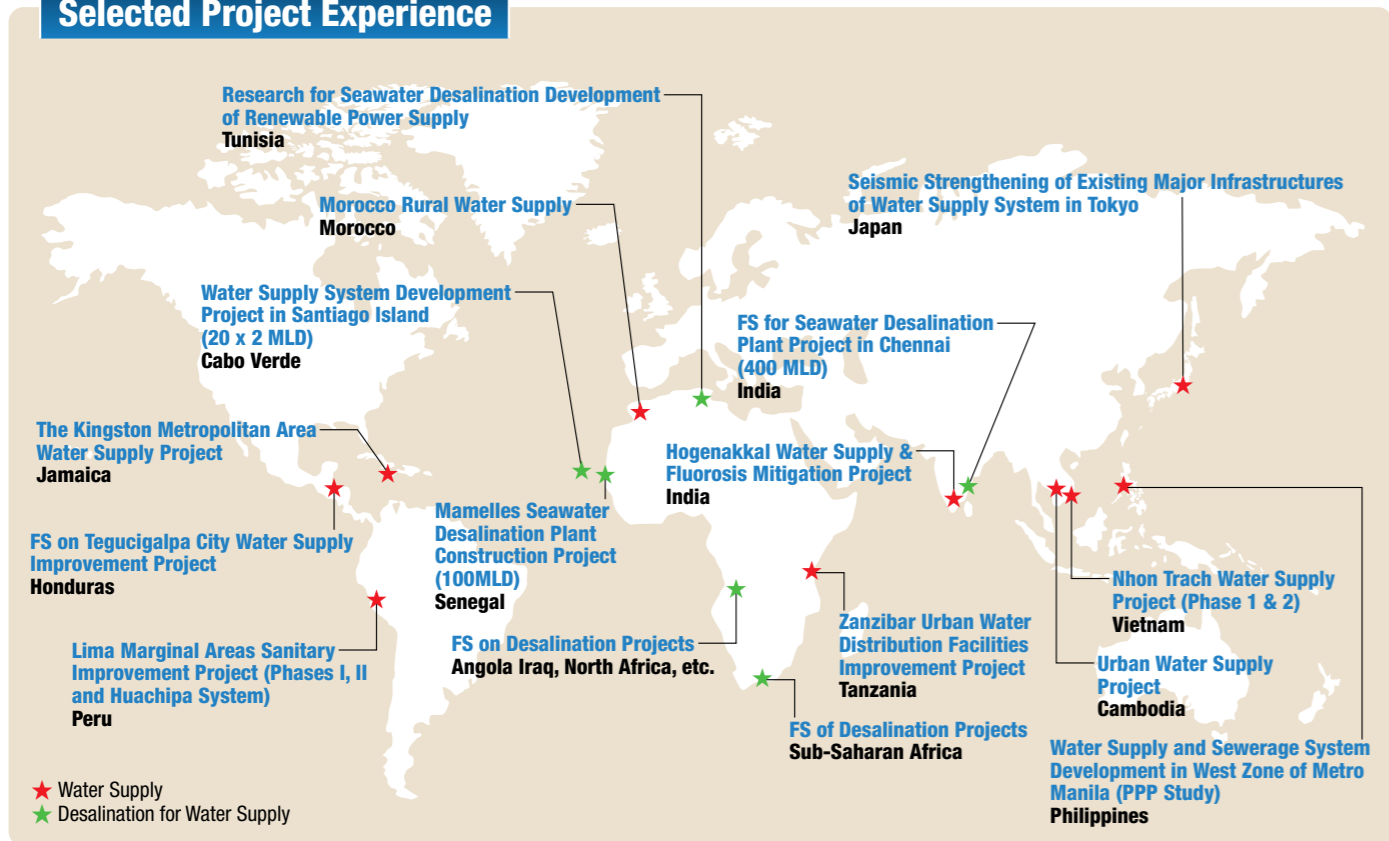 Selected Project Experience
Research for Seawater Desalination Development
of Renewable Power Supply
Tunisia
Morocco Rural Water Supply
Morocco
Water Supply System Development
Project in Santiago Island
(20 x 2 MLD)
Cabo Verde
The Kingston Metropolitan Area
Water Supply Project
Jamaica
FS on Tegucigalpa City Water Supply
Improvement Project
Honduras
Lima Marginal Areas Sanitary
Improvement Project (Phases I, II
and Huachipa System)
Peru
Mamelles Seawater
Desalination Plant
Construction Project
(100MLD)
Senegal
FS on Desalination Projects
Angola Iraq, North Africa, etc.
Seismic Strengthening of Existing Major Infrastructures
of Water Supply System in Tokyo
Japan
FS for Seawater Desalination
Plant Project in Chennai
(400 MLD)
India
Hogenakkal Water Supply &
Fluorosis Mitigation Project
India
Zanzibar Urban Water
Distribution Facilities
Improvement Project
Tanzania
FS of Desalination Projects
Sub-Saharan Africa
Nhon Trach Water Supply
Project (Phase 1 & 2)
Vietnam
Urban Water Supply
Project
Cambodia
Water Supply and Sewerage System
Development in West Zone of Metro
Manila (PPP Study)
Philippines
Water Supply
Desalination for Water Supply